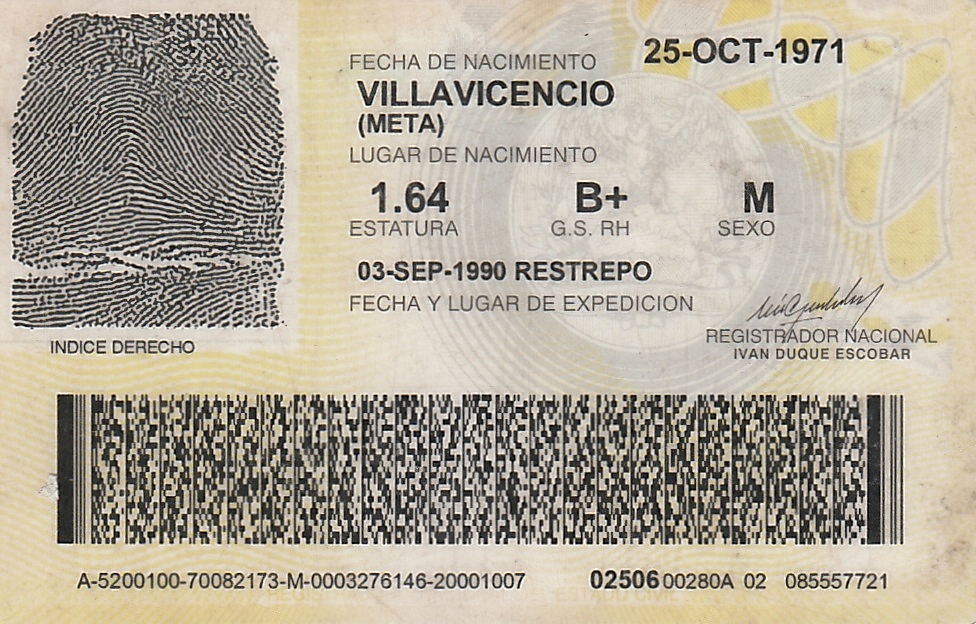 25-OCT-1971
FECHA DE NACIMIENTO
VILLAVICENCIO
(META)
LUGAR DE NACIMIENTO
1.64 B+ M
ESTATURA G.S. RH SEXO
03-SEP-1990 RESTREPO
FECHA Y LUGAR DE EXPEDICION
INDICE DERECHO
REGISTRADOR NACIONAL
IVAN DUQUE ESCOBAR
A-5200100-70082173-M-0003276146-20001007 02506 00280A 02 085557721